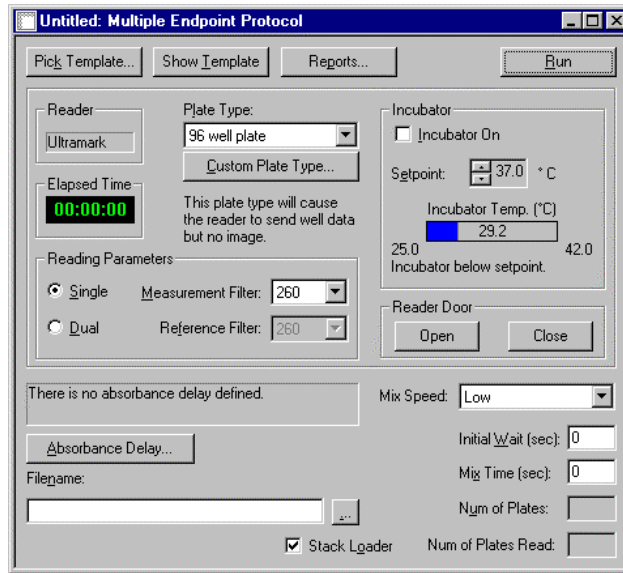 Untitled: Multiple Endpoint Protocol
Pick Template...
Show Template
Reports...
Run
Reader
Ultramark
Plate Type:
96 well plate
Custom Plate Type...
This plate type will cause
the reader to send well data
but no image.
Elapsed Time
00:00:00
Incubator
Incubator On
Setpoint: 37.0 ° C
Incubator Temp. (°C)
29.2
25.0 42.0
Incubator below setpoint.
Reading Parameters
Single Measurement Filter: 260
Dual Reference Filter: 260
Reader Door
Open Close
There is no absorbance delay defined.
Mix Speed: Low
Absorbance Delay...
Initial Wait (sec): 0
Filename:
Mix Time (sec): 0
...
Num of Plates:
Stack Loader
Num of Plates Read: